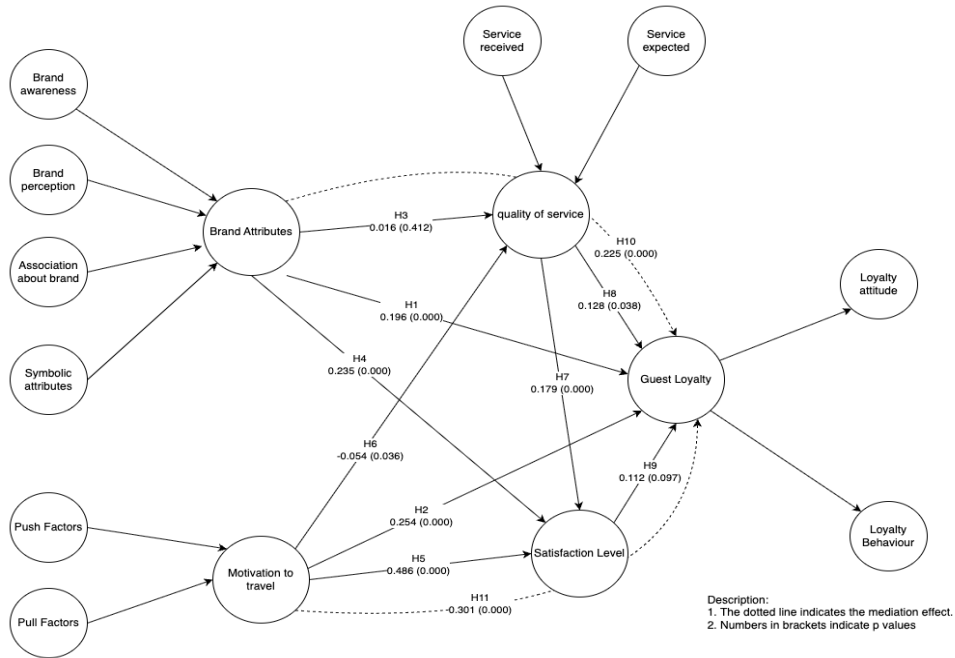 Service
received
Service
expected
Brand
awareness
Brand
perception
quality of service
H3
0.016 (0.412)
Brand Attributes
H10
0.225 (0.000)
Association
about brand
Loyalty
attitude
H8
0.128 (0.038)
H1
0.196 (0.000)
H4
0.235 (0.000)
Symbolic
attributes
H7
0.179 (0.000)
Guest Loyalty
H6
-0.054 (0.036)
H9
0.112 (0.097)
H2
0.254 (0.000)
Push Factors
Loyalty
Behaviour
Satisfaction Level
H5
0.486 (0.000)
Motivation to
travel
H11
0.301 (0.000)
Pull Factors
Description:
1. The dotted line indicates the mediation effect.
2. Numbers in brackets indicate p values